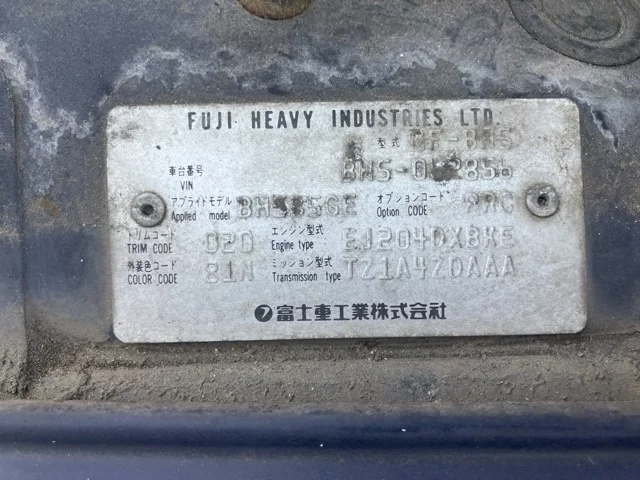 FUJI HEAVY INDUSTRIES LTD.
型式
車台番号
VIN
アプライドモデル オプションコード
Applied model Option CODE
トリムコード 020 エンジン型式
TRIM CODE Engine type EJ204DXBKE
外装色コード 81N ミッション型式
COLOR CODE Transmission type TZ1A4ZDAAA
富士重工業株式会社